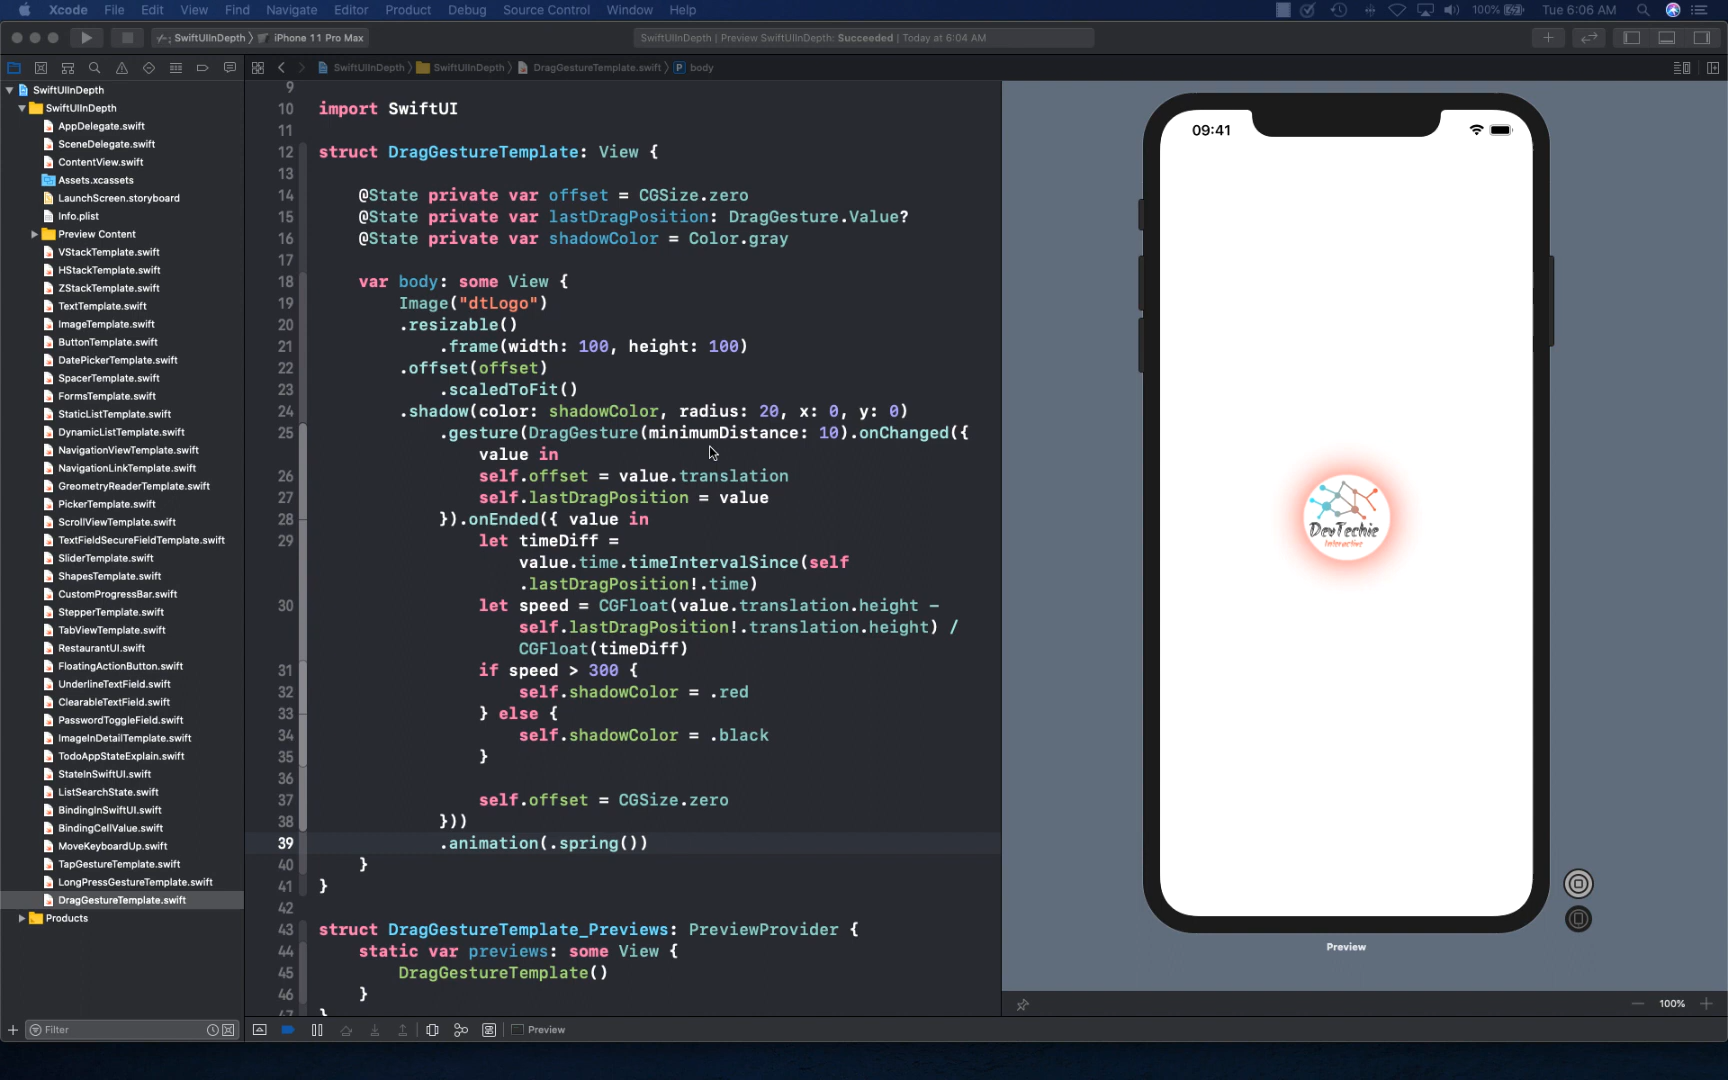 Xcode File Edit View Find Navigate Editor Product Debug Source Control Window Help 100% Tue 6:06 AM
SwiftUIInDepth iPhone 11 Pro Max SwiftUIInDepth | Preview SwiftUIInDepth: Succeeded | Today at 6:04 AM
SwiftUIInDepth SwiftUIInDepth DragGestureTemplate.swift P body
SwiftUIInDepth
SwiftUIInDepth
AppDelegate.swift
SceneDelegate.swift
ContentView.swift
Assets.xcassets
LaunchScreen.storyboard
Info.plist
Preview Content
VStackTemplate.swift
HStackTemplate.swift
ZStackTemplate.swift
TextTemplate.swift
ImageTemplate.swift
ButtonTemplate.swift
DatePickerTemplate.swift
SpacerTemplate.swift
FormsTemplate.swift
StaticListTemplate.swift
DynamicListTemplate.swift
NavigationViewTemplate.swift
NavigationLinkTemplate.swift
GreometryReaderTemplate.swift
PickerTemplate.swift
ScrollViewTemplate.swift
TextFieldSecureFieldTemplate.swift
SliderTemplate.swift
ShapesTemplate.swift
CustomProgressBar.swift
StepperTemplate.swift
TabViewTemplate.swift
RestaurantUI.swift
FloatingActionButton.swift
UnderlineTextField.swift
ClearableTextField.swift
PasswordToggleField.swift
ImageInDetailTemplate.swift
TodoAppStateExplain.swift
StateInSwiftUI.swift
ListSearchState.swift
BindingInSwiftUI.swift
BindingCellValue.swift
MoveKeyboardUp.swift
TapGestureTemplate.swift
LongPressGestureTemplate.swift
DragGestureTemplate.swift
Products
Filter
9
10 import SwiftUI
11
12 struct DragGestureTemplate: View {
13
14 @State private var offset = CGSize.zero
15 @State private var lastDragPosition: DragGesture.Value?
16 @State private var shadowColor = Color.gray
17
18 var body: some View {
19 Image("dtLogo")
20 .resizable()
21 .frame(width: 100, height: 100)
22 .offset(offset)
23 .scaledToFit()
24 .shadow(color: shadowColor, radius: 20, x: 0, y: 0)
25 .gesture(DragGesture(minimumDistance: 10).onChanged({
value in
26 self.offset = value.translation
27 self.lastDragPosition = value
28 }).onEnded({ value in
29 let timeDiff =
value.time.timeIntervalSince(self
.lastDragPosition!.time)
30 let speed = CGFloat(value.translation.height -
self.lastDragPosition!.translation.height) /
CGFloat(timeDiff)
31 if speed > 300 {
32 self.shadowColor = .red
33 } else {
34 self.shadowColor = .black
35 }
36
37 self.offset = CGSize.zero
38 }))
39 .animation(.spring())
40 }
41 }
42
43 struct DragGestureTemplate_Previews: PreviewProvider {
44 static var previews: some View {
45 DragGestureTemplate()
46 }
47 }
Preview
09:41
DevTechie
Interactive
Preview
100%